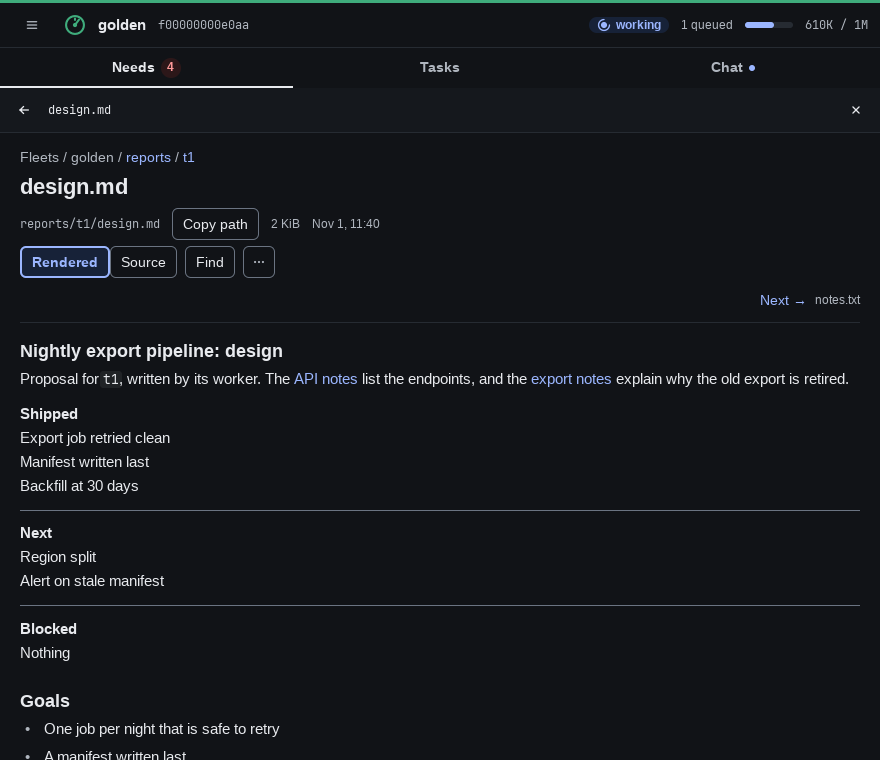 golden f00000000e0aa working 1 queued 610K / 1M
Needs 4 Tasks Chat
design.md
Fleets / golden / reports / t1
design.md
reports/t1/design.md Copy path 2 KiB Nov 1, 11:40
Rendered Source Find ···
Next → notes.txt
Nightly export pipeline: design
Proposal for t1, written by its worker. The API notes list the endpoints, and the export notes explain why the old export is retired.
Shipped
Export job retried clean
Manifest written last
Backfill at 30 days
Next
Region split
Alert on stale manifest
Blocked
Nothing
Goals
• One job per night that is safe to retry
• A manifest written last